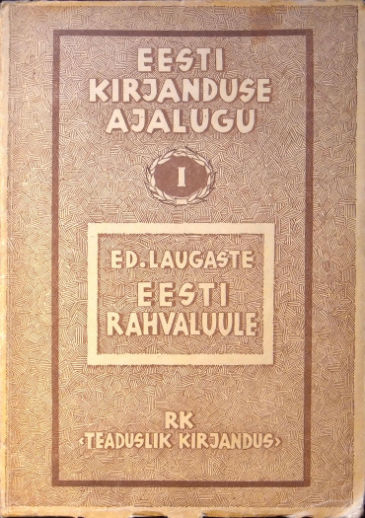 EESTI
KIRJANDUSE
AJALUGU
I
ED. LAUGASTE
EESTI
RAHVALUULE
RK
‹TEADUSLIK KIRJANDUS›